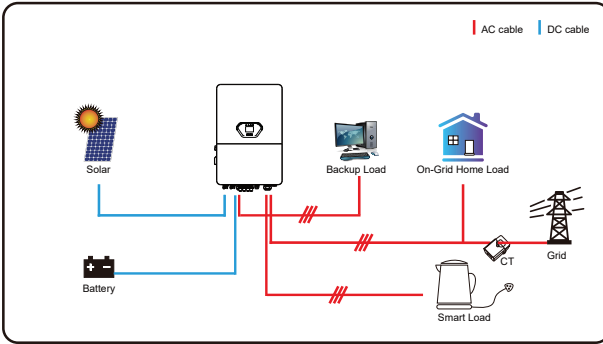 AC cable
DC cable
Solar
Backup Load
On-Grid Home Load
CT
Grid
Battery
Smart Load